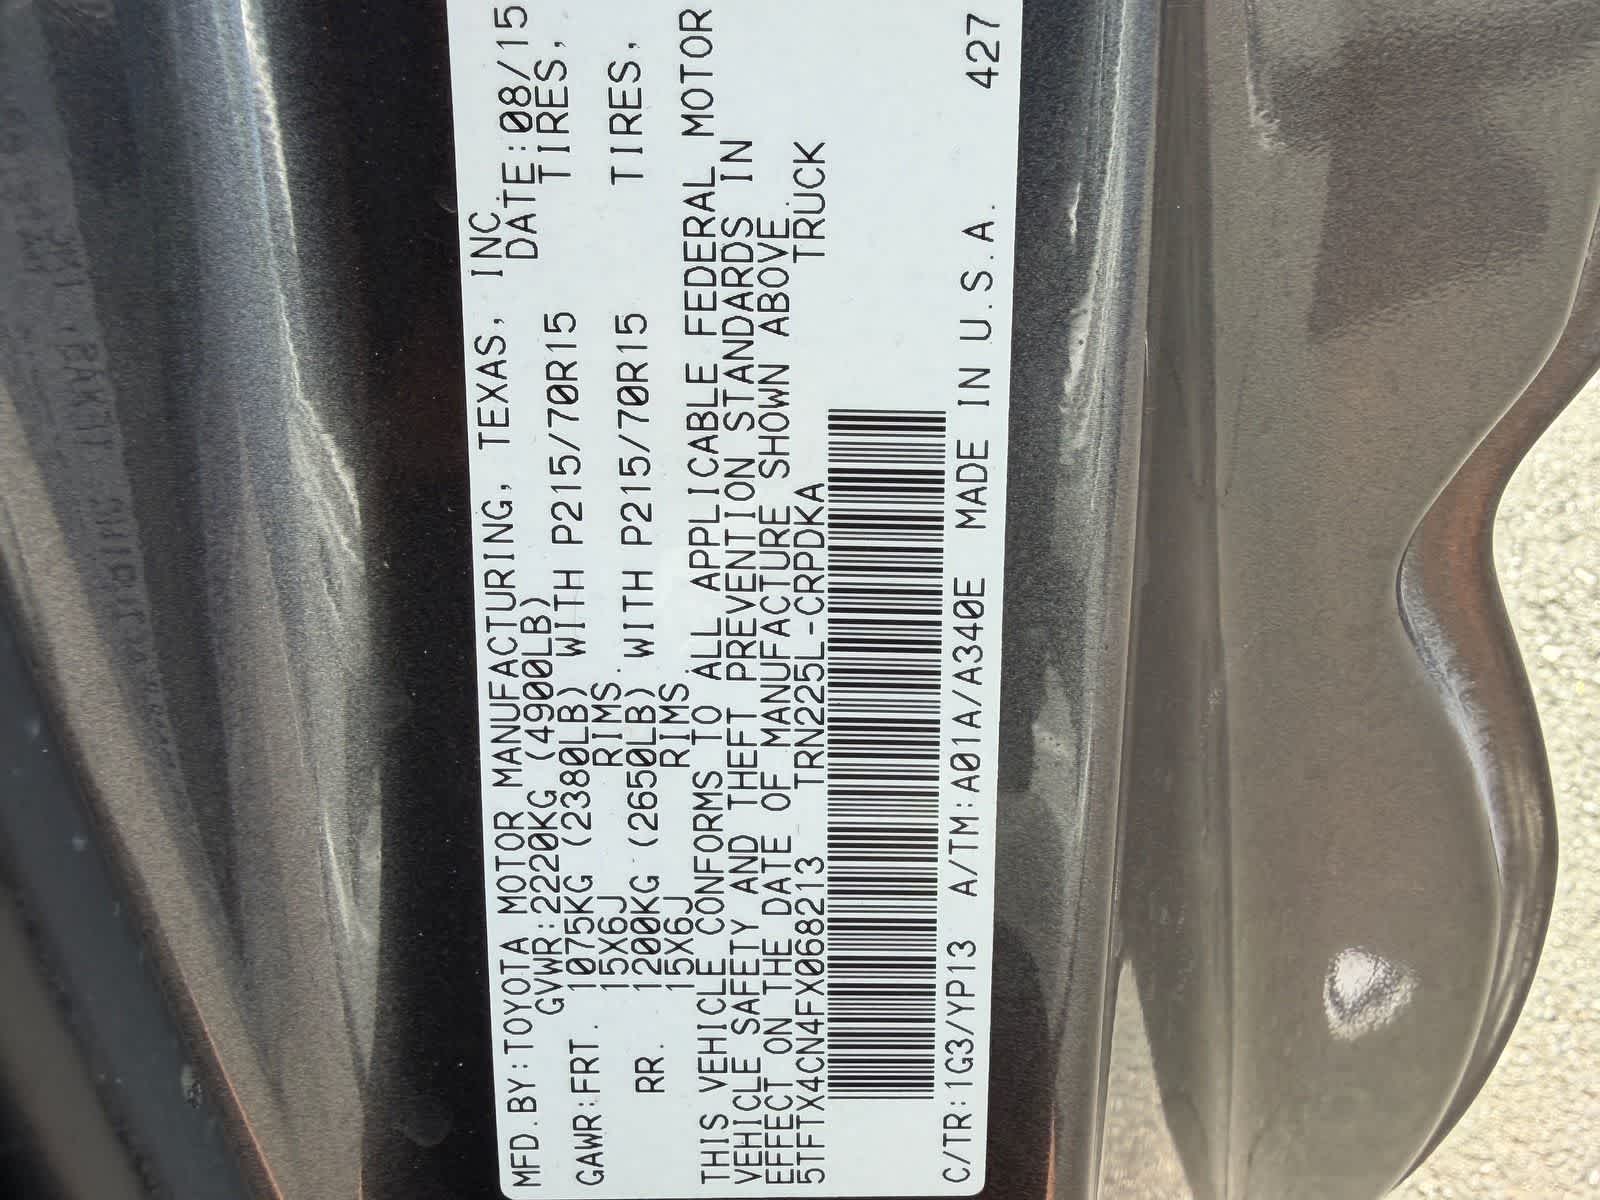 MFD.BY:TOYOTA MOTOR MANUFACTURING, TEXAS, INC.
GVWR:2220KG (4900LB) DATE:08/15
GAWR:FRT. 1075KG (2380LB) WITH P215/70R15 TIRES,
15X6J RIMS.
RR. 1200KG (2650LB) WITH P215/70R15 TIRES,
15X6J RIMS
THIS VEHICLE CONFORMS TO ALL APPLICABLE FEDERAL MOTOR
VEHICLE SAFETY AND THEFT PREVENTION STANDARDS IN
EFFECT ON THE DATE OF MANUFACTURE SHOWN ABOVE.
5TFTX4CN4FX068213 TRN225L-CRPDKA TRUCK
C/TR:1G3/YP13 A/TM:A01A/A340E MADE IN U.S.A. 427